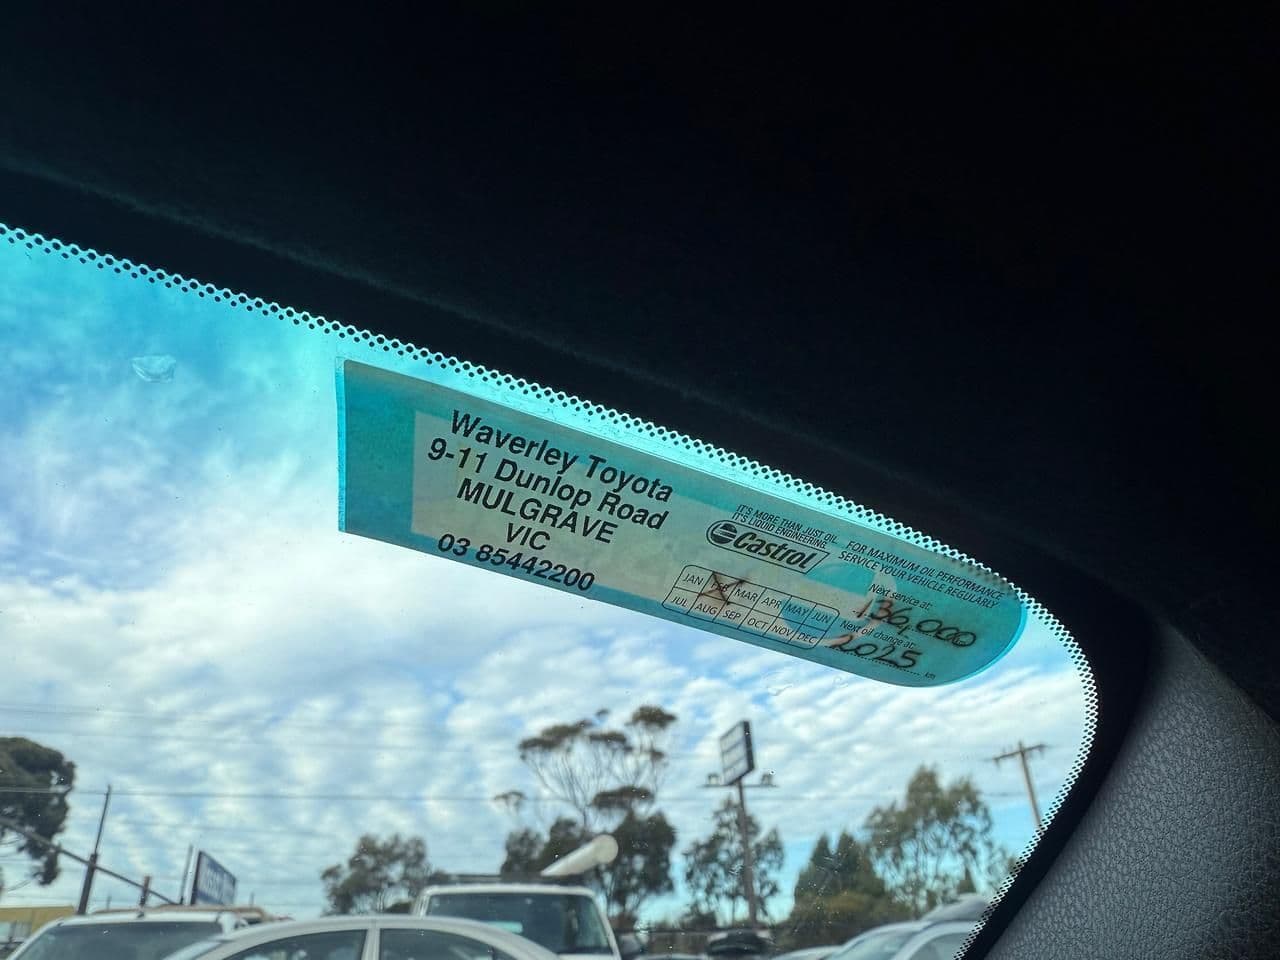 Waverley Toyota
9-11 Dunlop Road
MULGRAVE
VIC
03 85442200
IT'S MORE THAN JUST OIL.
IT'S LIQUID ENGINEERING.
Castrol
FOR MAXIMUM OIL PERFORMANCE
SERVICE YOUR VEHICLE REGULARLY
JAN FEB MAR APR MAY JUN
JUL AUG SEP OCT NOV DEC
Next service at:
136,000
Next oil change at:
2025
km